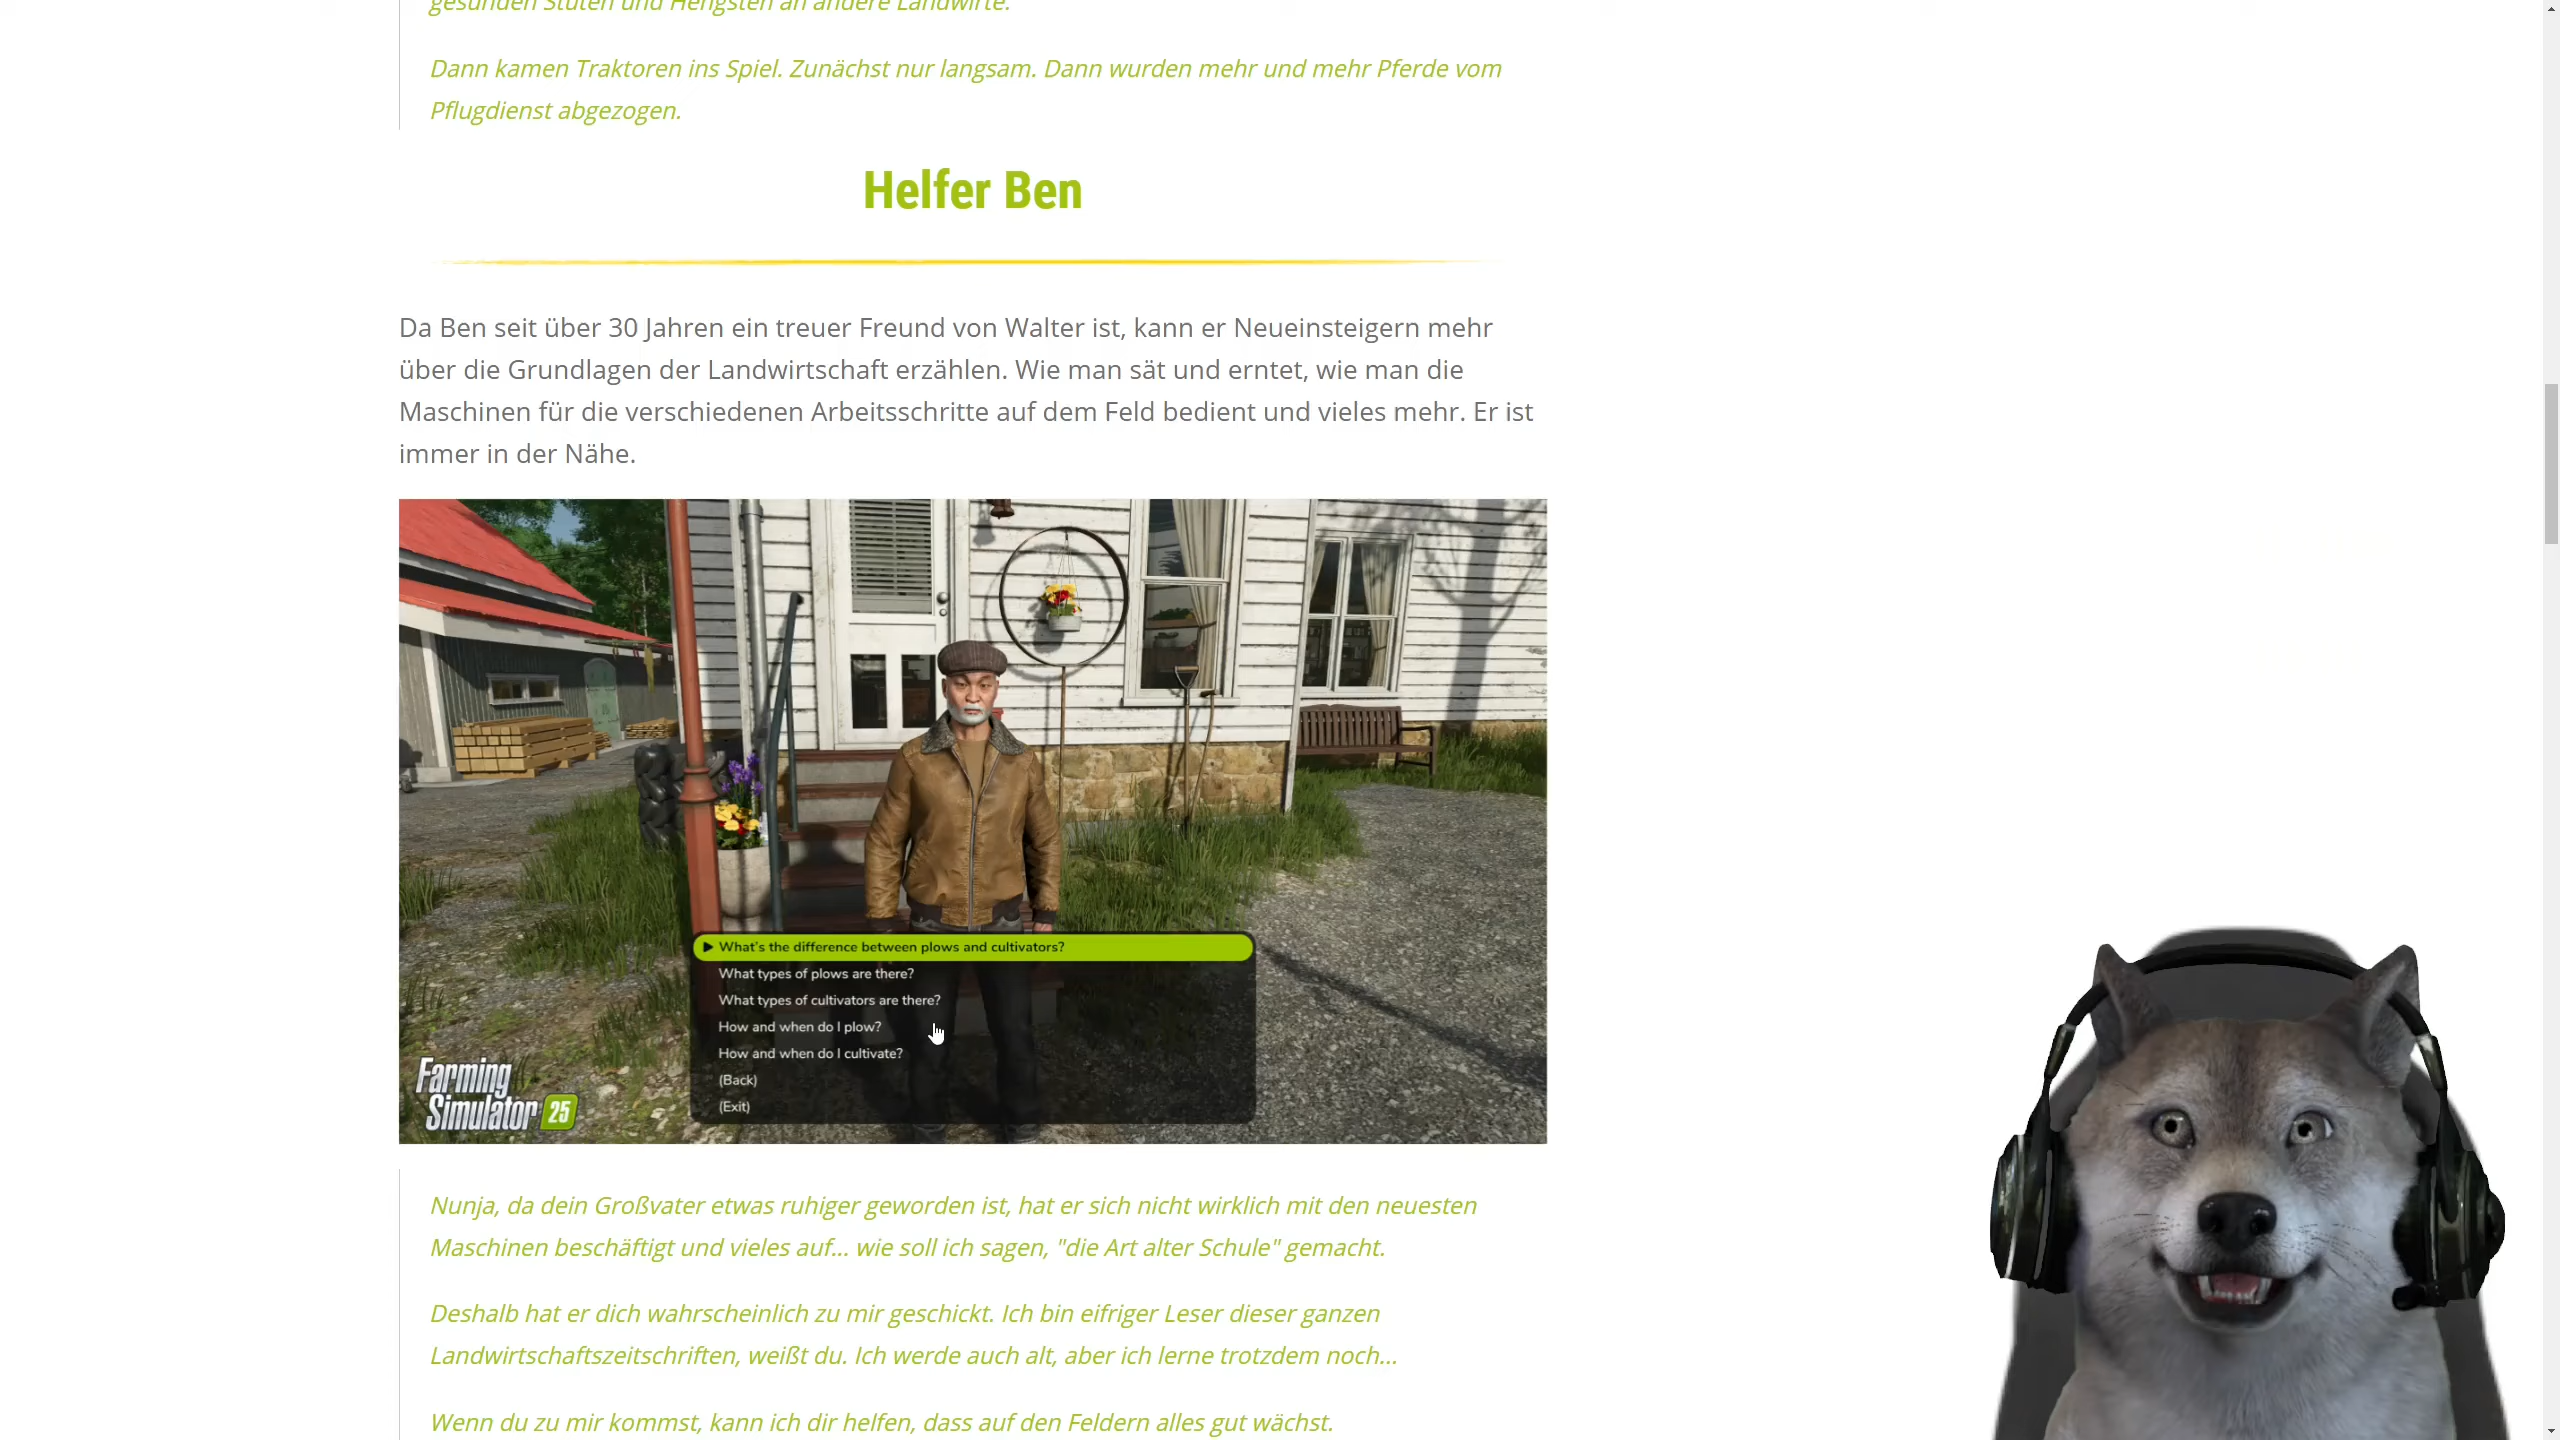 gesunden Stuten und Hengsten an andere Landwirte.
Dann kamen Traktoren ins Spiel. Zunächst nur langsam. Dann wurden mehr und mehr Pferde vom
Pflugdienst abgezogen.
Helfer Ben
Da Ben seit über 30 Jahren ein treuer Freund von Walter ist, kann er Neueinsteigern mehr
über die Grundlagen der Landwirtschaft erzählen. Wie man sät und erntet, wie man die
Maschinen für die verschiedenen Arbeitsschritte auf dem Feld bedient und vieles mehr. Er ist
immer in der Nähe.
What's the difference between plows and cultivators?
What types of plows are there?
What types of cultivators are there?
How and when do I plow?
How and when do I cultivate?
(Back)
(Exit)
Farming
Simulator 25
Nunja, da dein Großvater etwas ruhiger geworden ist, hat er sich nicht wirklich mit den neuesten
Maschinen beschäftigt und vieles auf... wie soll ich sagen, "die Art alter Schule" gemacht.
Deshalb hat er dich wahrscheinlich zu mir geschickt. Ich bin eifriger Leser dieser ganzen
Landwirtschaftszeitschriften, weißt du. Ich werde auch alt, aber ich lerne trotzdem noch...
Wenn du zu mir kommst, kann ich dir helfen, dass auf den Feldern alles gut wächst.